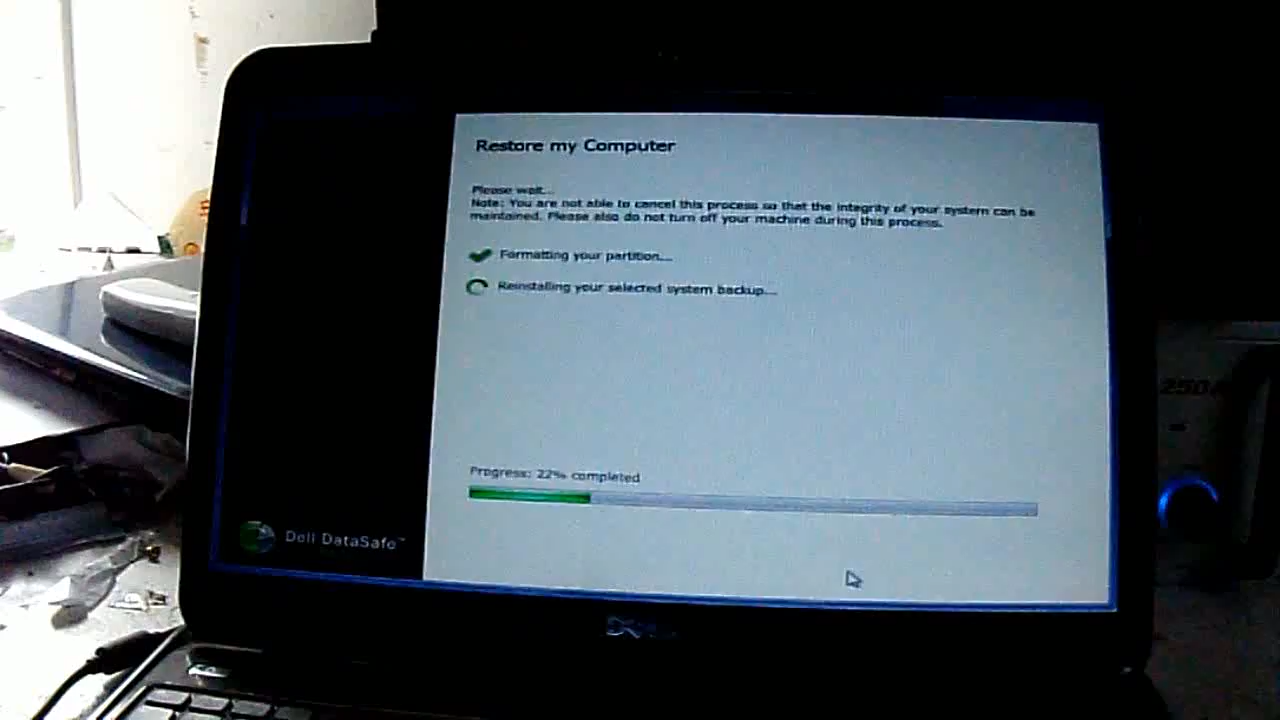 Restore my Computer
Please wait...
Note: You are not able to cancel this process so that the integrity of your system can be
maintained. Please also do not turn off your machine during this process.
Formatting your partition...
Reinstalling your selected system backup...
Progress: 22% completed
Dell DataSafe™
DELL